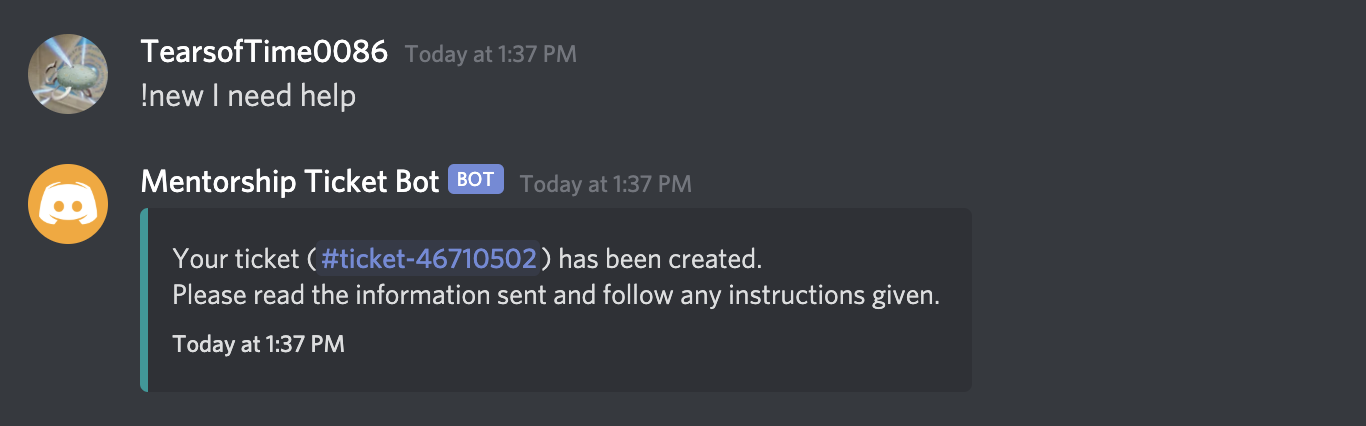 TearsofTime0086 Today at 1:37 PM
!new I need help
Mentorship Ticket Bot BOT Today at 1:37 PM
Your ticket (#ticket-46710502) has been created.
Please read the information sent and follow any instructions given.
Today at 1:37 PM